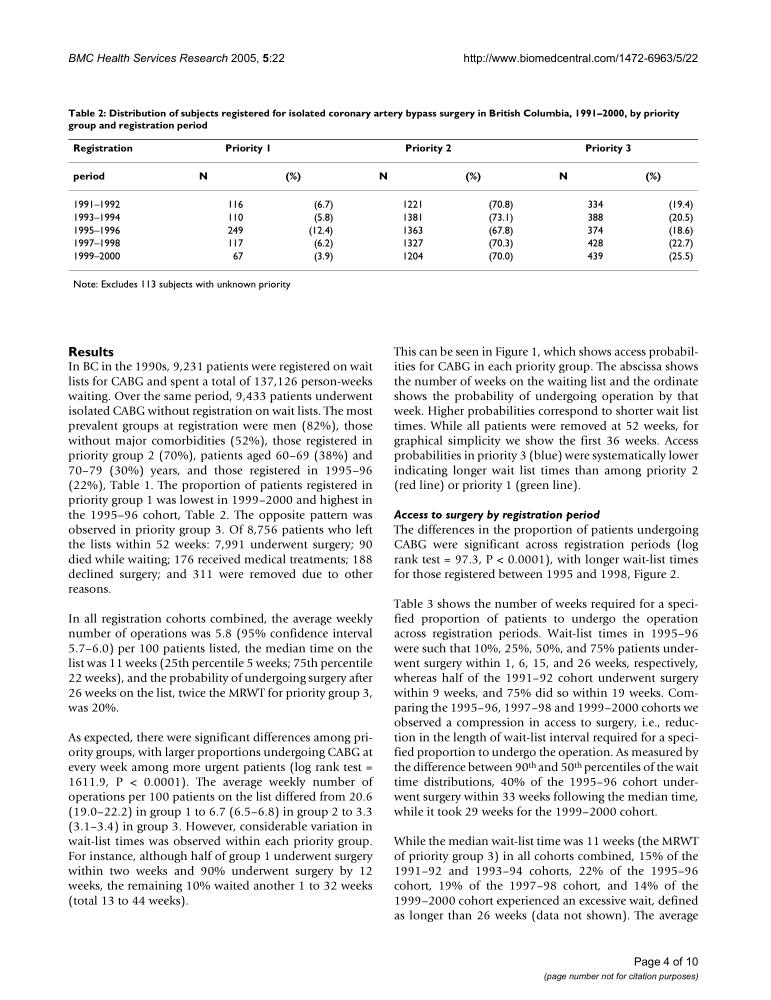 BMC Health Services Research 2005, 5:22
http://www.biomedcentral.com/1472-6963/5/22
Table 2: Distribution of subjects registered for isolated coronary artery bypass surgery in British Columbia, 1991–2000, by priority
group and registration period
Registration Priority 1 Priority 2 Priority 3
period N (%) N (%) N (%)
1991–1992 116 (6.7) 1221 (70.8) 334 (19.4)
1993–1994 110 (5.8) 1381 (73.1) 388 (20.5)
1995–1996 249 (12.4) 1363 (67.8) 374 (18.6)
1997–1998 117 (6.2) 1327 (70.3) 428 (22.7)
1999–2000 67 (3.9) 1204 (70.0) 439 (25.5)
Note: Excludes 113 subjects with unknown priority
Results
In BC in the 1990s, 9,231 patients were registered on wait
lists for CABG and spent a total of 137,126 person-weeks
waiting. Over the same period, 9,433 patients underwent
isolated CABG without registration on wait lists. The most
prevalent groups at registration were men (82%), those
without major comorbidities (52%), those registered in
priority group 2 (70%), patients aged 60–69 (38%) and
70–79 (30%) years, and those registered in 1995–96
(22%), Table 1. The proportion of patients registered in
priority group 1 was lowest in 1999–2000 and highest in
the 1995–96 cohort, Table 2. The opposite pattern was
observed in priority group 3. Of 8,756 patients who left
the lists within 52 weeks: 7,991 underwent surgery; 90
died while waiting; 176 received medical treatments; 188
declined surgery; and 311 were removed due to other
reasons.
In all registration cohorts combined, the average weekly
number of operations was 5.8 (95% confidence interval
5.7–6.0) per 100 patients listed, the median time on the
list was 11 weeks (25th percentile 5 weeks; 75th percentile
22 weeks), and the probability of undergoing surgery after
26 weeks on the list, twice the MRWT for priority group 3,
was 20%.
As expected, there were significant differences among pri-
ority groups, with larger proportions undergoing CABG at
every week among more urgent patients (log rank test =
1611.9, P < 0.0001). The average weekly number of
operations per 100 patients on the list differed from 20.6
(19.0–22.2) in group 1 to 6.7 (6.5–6.8) in group 2 to 3.3
(3.1–3.4) in group 3. However, considerable variation in
wait-list times was observed within each priority group.
For instance, although half of group 1 underwent surgery
within two weeks and 90% underwent surgery by 12
weeks, the remaining 10% waited another 1 to 32 weeks
(total 13 to 44 weeks).
This can be seen in Figure 1, which shows access probabil-
ities for CABG in each priority group. The abscissa shows
the number of weeks on the waiting list and the ordinate
shows the probability of undergoing operation by that
week. Higher probabilities correspond to shorter wait list
times. While all patients were removed at 52 weeks, for
graphical simplicity we show the first 36 weeks. Access
probabilities in priority 3 (blue) were systematically lower
indicating longer wait list times than among priority 2
(red line) or priority 1 (green line).
Access to surgery by registration period
The differences in the proportion of patients undergoing
CABG were significant across registration periods (log
rank test = 97.3, P < 0.0001), with longer wait-list times
for those registered between 1995 and 1998, Figure 2.
Table 3 shows the number of weeks required for a speci-
fied proportion of patients to undergo the operation
across registration periods. Wait-list times in 1995–96
were such that 10%, 25%, 50%, and 75% patients under-
went surgery within 1, 6, 15, and 26 weeks, respectively,
whereas half of the 1991–92 cohort underwent surgery
within 9 weeks, and 75% did so within 19 weeks. Com-
paring the 1995–96, 1997–98 and 1999–2000 cohorts we
observed a compression in access to surgery, i.e., reduc-
tion in the length of wait-list interval required for a speci-
fied proportion to undergo the operation. As measured by
the difference between 90th and 50th percentiles of the wait
time distributions, 40% of the 1995–96 cohort under-
went surgery within 33 weeks following the median time,
while it took 29 weeks for the 1999–2000 cohort.
While the median wait-list time was 11 weeks (the MRWT
of priority group 3) in all cohorts combined, 15% of the
1991–92 and 1993–94 cohorts, 22% of the 1995–96
cohort, 19% of the 1997–98 cohort, and 14% of the
1999–2000 cohort experienced an excessive wait, defined
as longer than 26 weeks (data not shown). The average
Page 4 of 10
(page number not for citation purposes)